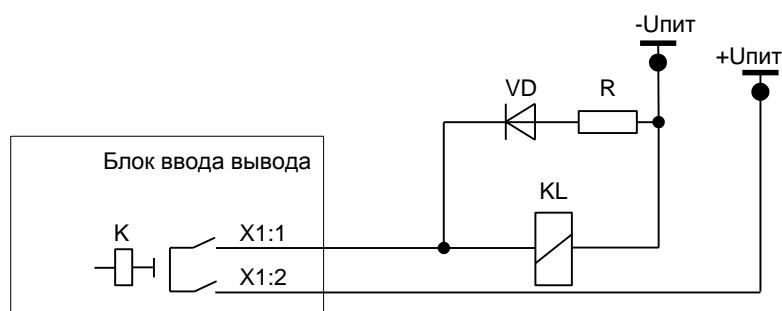 -Uпит
+Uпит
VD
R
Блок ввода вывода
KL
K
X1:1
X1:2